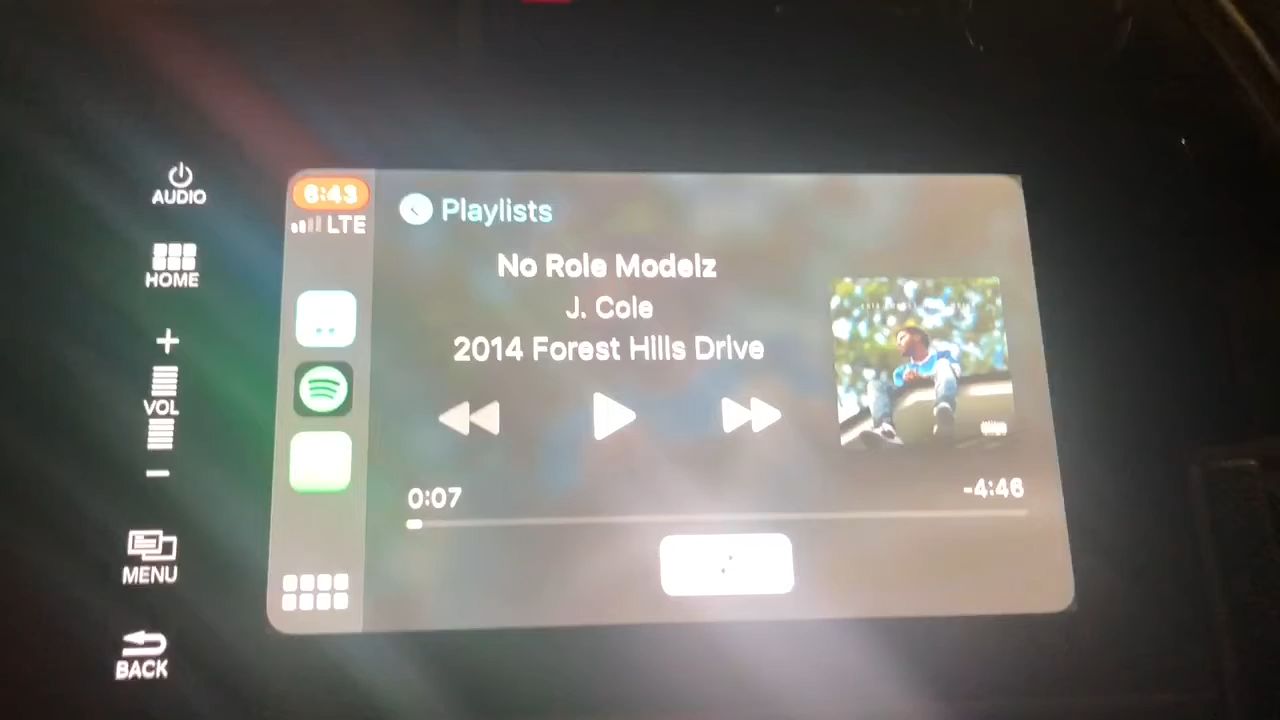 AUDIO
HOME
+
VOL
−
MENU
BACK
6:43
LTE
Playlists
No Role Modelz
J. Cole
2014 Forest Hills Drive
0:07
-4:46